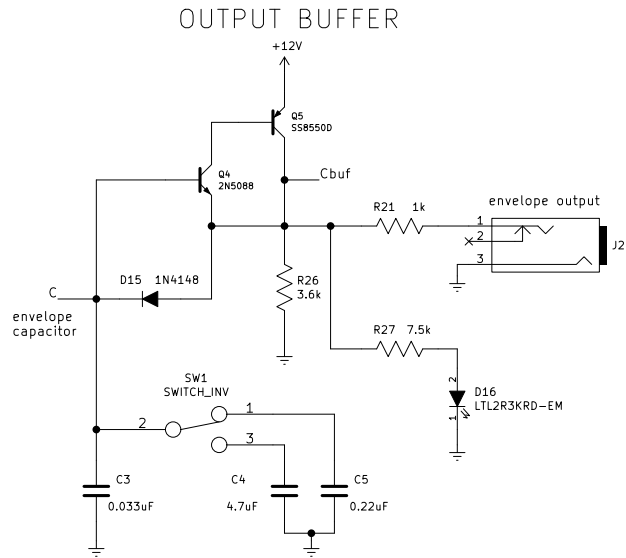 OUTPUT BUFFER
+12V
Q5
SS8550D
Q4
2N5088
Cbuf
envelope output
R21 1k
1
2
3
J2
D15 1N4148
R26
3.6k
C
envelope
capacitor
R27 7.5k
SW1
SWITCH_INV
2
1
3
2
1
D16
LTL2R3KRD-EM
C3
0.033uF
C4
4.7uF
C5
0.22uF